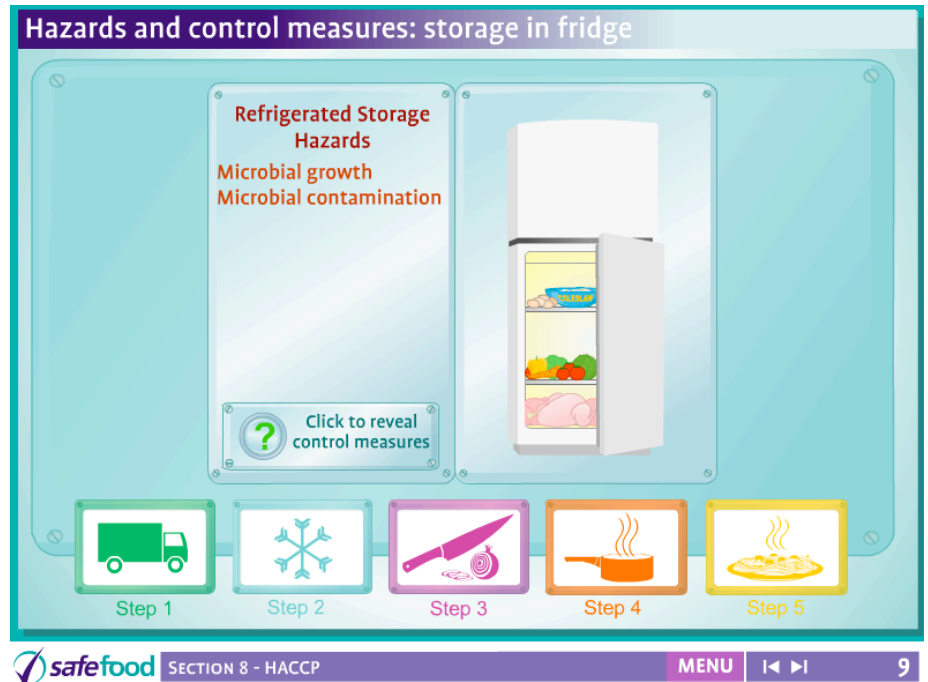 Hazards and control measures: storage in fridge
Refrigerated Storage
Hazards
Microbial growth
Microbial contamination
?
Click to reveal
control measures
Step 1
Step 2
Step 3
Step 4
Step 5
safefood
SECTION 8 - HACCP
MENU
9